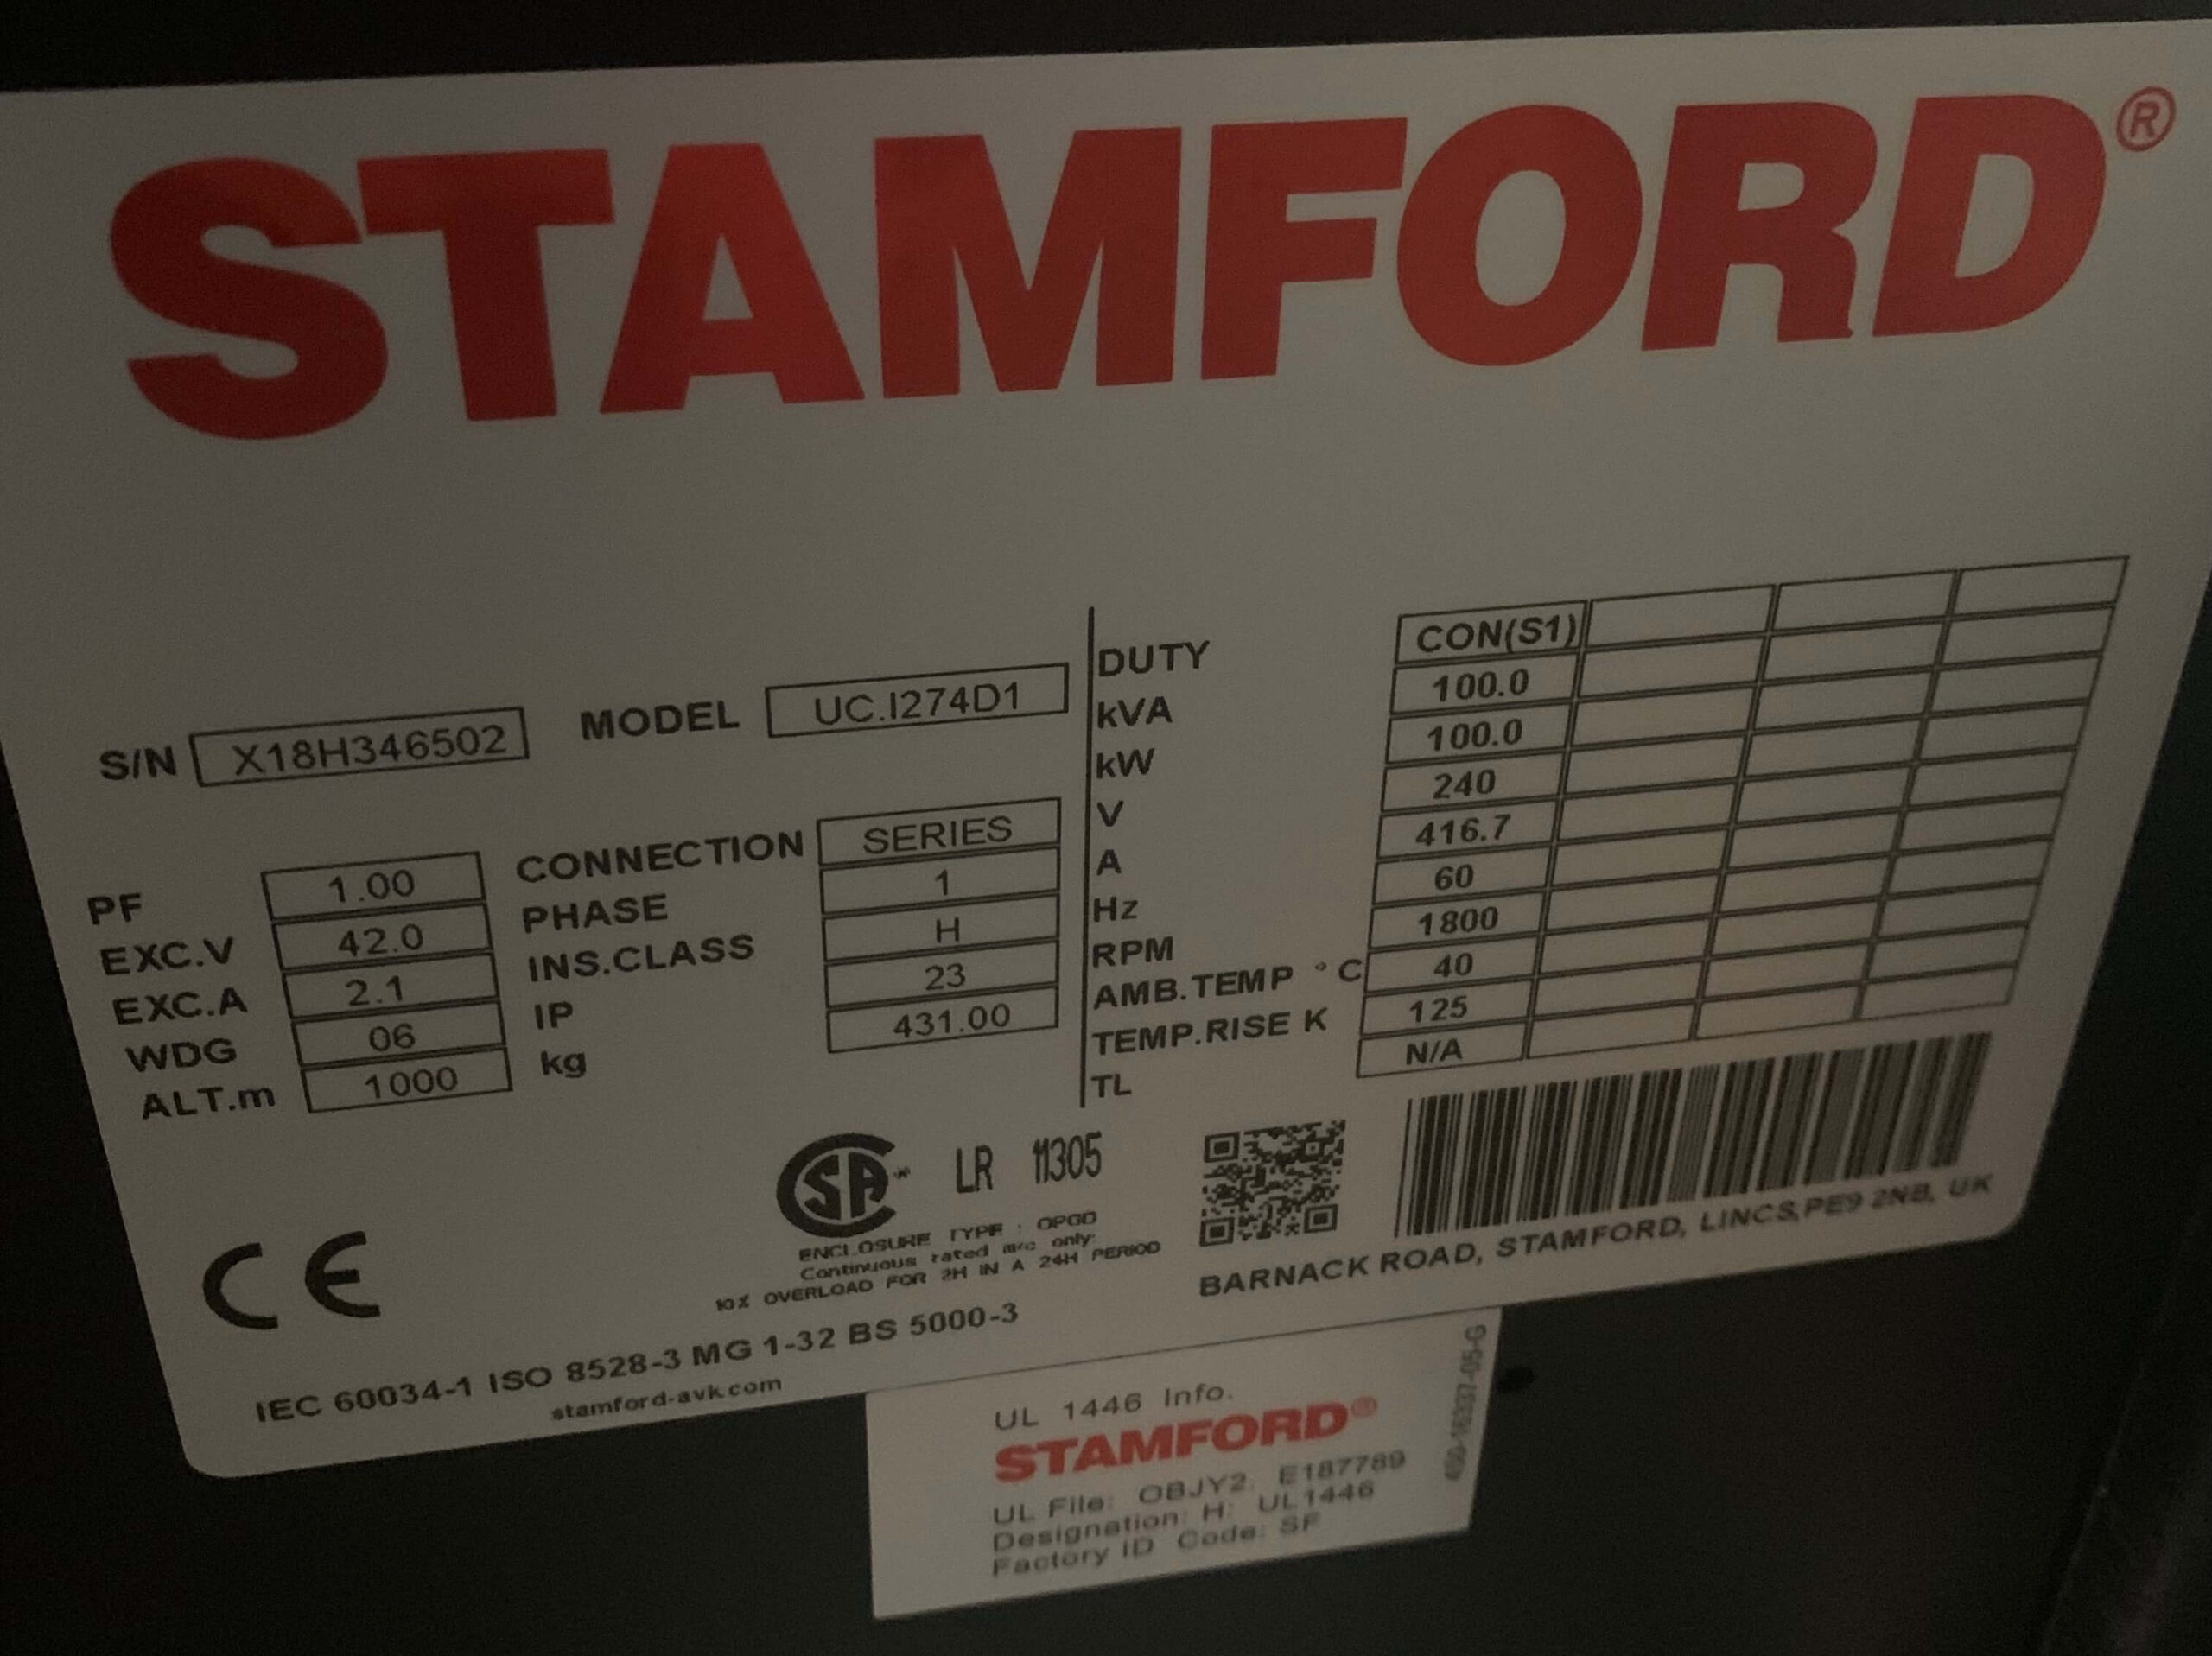 STAMFORD®
S/N X18H346502 MODEL UC.I274D1
PF 1.00
EXC.V 42.0
EXC.A 2.1
WDG 06
ALT.m 1000
CONNECTION SERIES
PHASE 1
INS.CLASS H
IP 23
kg 431.00
DUTY CON(S1)
kVA 100.0
kW 100.0
V 240
A 416.7
Hz 60
RPM 1800
AMB.TEMP °C 40
TEMP.RISE K 125
TL N/A
CE
CSA LR 11305
ENCLOSURE TYPE : OPGD
Continuous rated m/c only:
10% OVERLOAD FOR 2H IN A 24H PERIOD
BARNACK ROAD, STAMFORD, LINCS,PE9 2NB, UK
IEC 60034-1 ISO 8528-3 MG 1-32 BS 5000-3
stamford-avk.com
UL 1446 Info.
STAMFORD®
UL File: OBJY2, E187789
Designation: H: UL1446
Factory ID Code: SF
450-16337-05-G